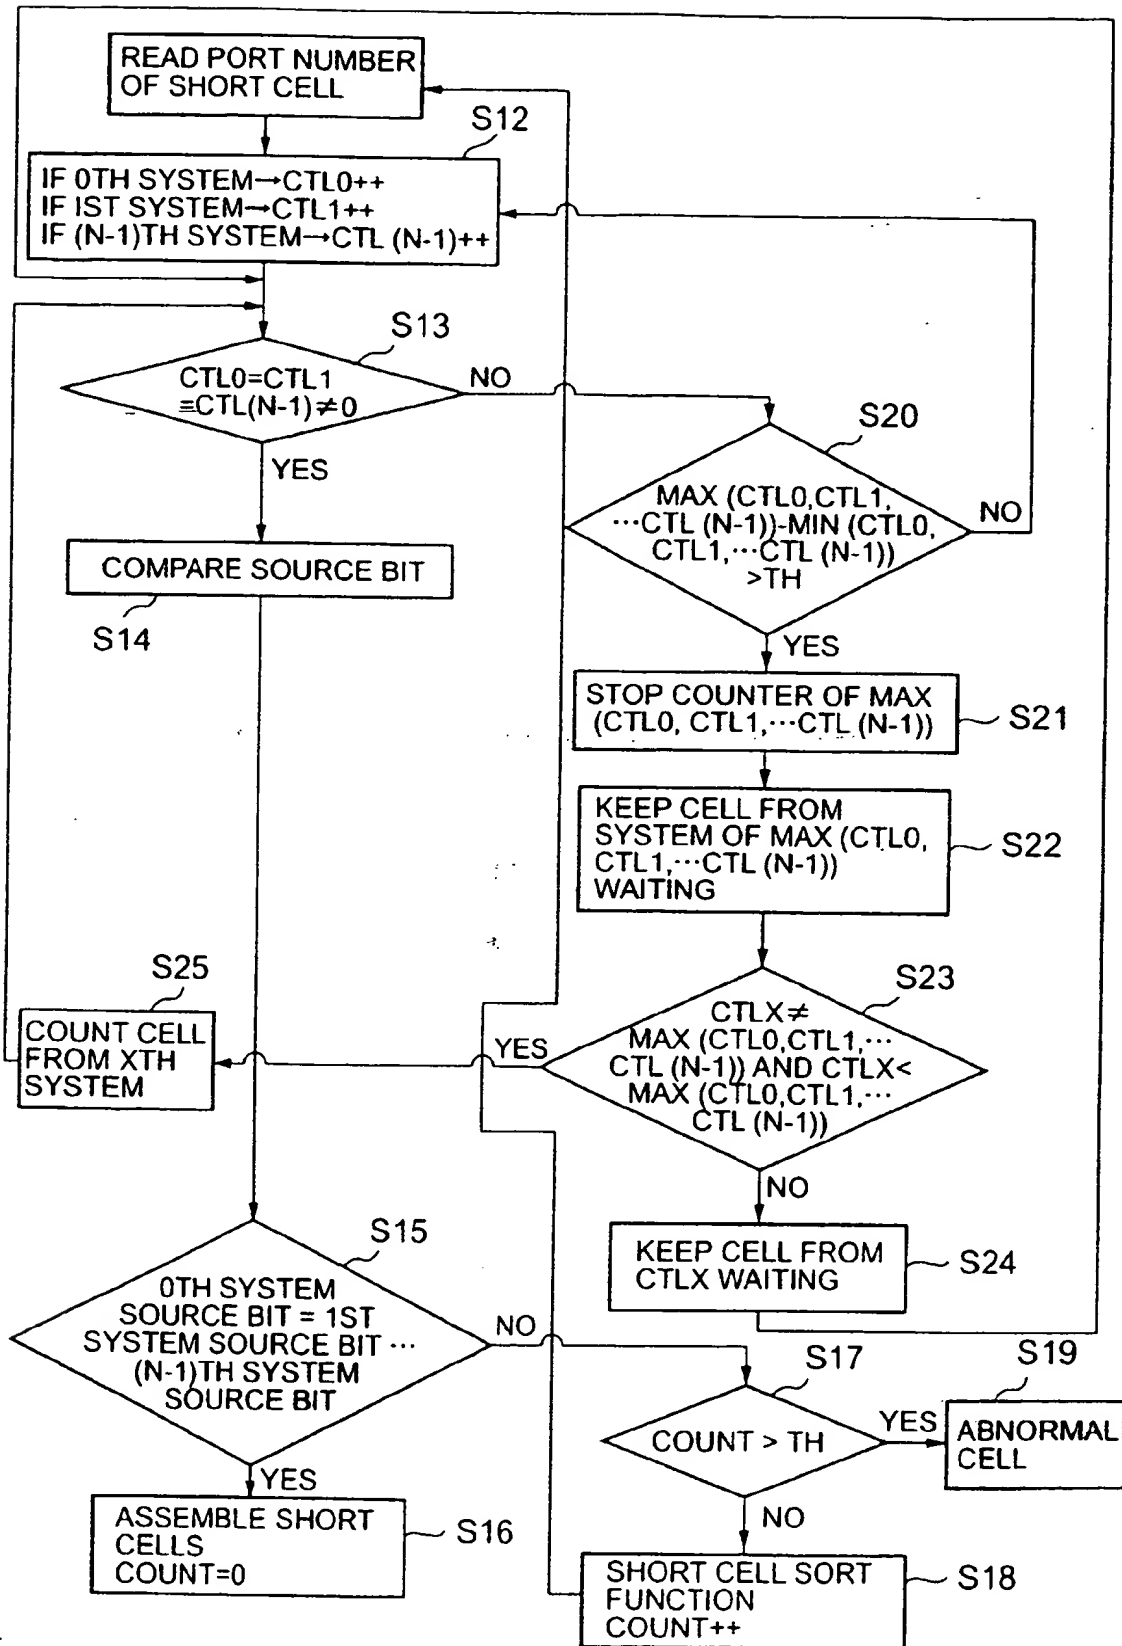 READ PORT NUMBER
OF SHORT CELL
S12
IF 0TH SYSTEM→CTL0++
IF IST SYSTEM→CTL1++
IF (N-1)TH SYSTEM→CTL (N-1)++
S13
CTL0=CTL1
=CTL(N-1)≠0
NO
YES
S20
MAX (CTL0,CTL1,
···CTL (N-1))-MIN (CTL0,
CTL1,···CTL (N-1))
>TH
NO
YES
COMPARE SOURCE BIT
S14
STOP COUNTER OF MAX
(CTL0, CTL1,···CTL (N-1))
S21
KEEP CELL FROM
SYSTEM OF MAX (CTL0,
CTL1,···CTL (N-1))
WAITING
S22
S23
CTLX≠
MAX (CTL0,CTL1,···
CTL (N-1)) AND CTLX<
MAX (CTL0,CTL1,···
CTL (N-1))
YES
NO
S25
COUNT CELL
FROM XTH
SYSTEM
KEEP CELL FROM
CTLX WAITING
S24
S15
0TH SYSTEM
SOURCE BIT = 1ST
SYSTEM SOURCE BIT ···
(N-1)TH SYSTEM
SOURCE BIT
NO
YES
S17
COUNT > TH
YES
NO
S19
ABNORMAL
CELL
ASSEMBLE SHORT
CELLS
COUNT=0
S16
SHORT CELL SORT
FUNCTION
COUNT++
S18